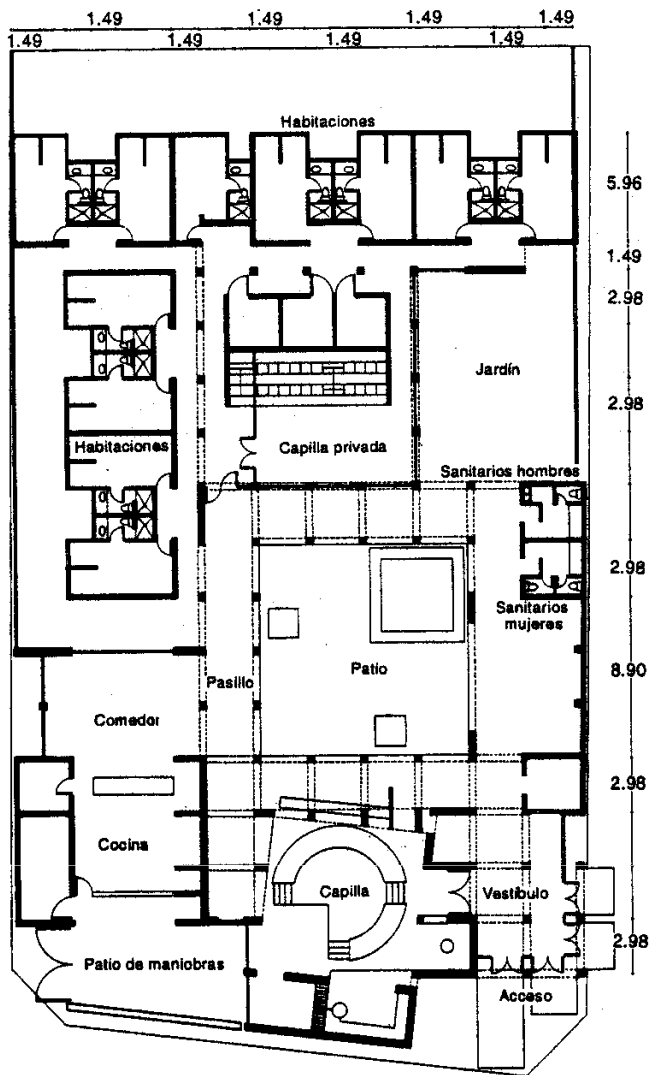 1.49 1.49 1.49 1.49
1.49 1.49 1.49
Habitaciones
5.96
1.49
2.98
Jardín
2.98
Habitaciones
Capilla privada
Sanitarios hombres
2.98
Sanitarios
mujeres
Patio
8.90
Pasillo
Comedor
2.98
Cocina
Capilla
Vestíbulo
2.98
Patio de maniobras
Acceso